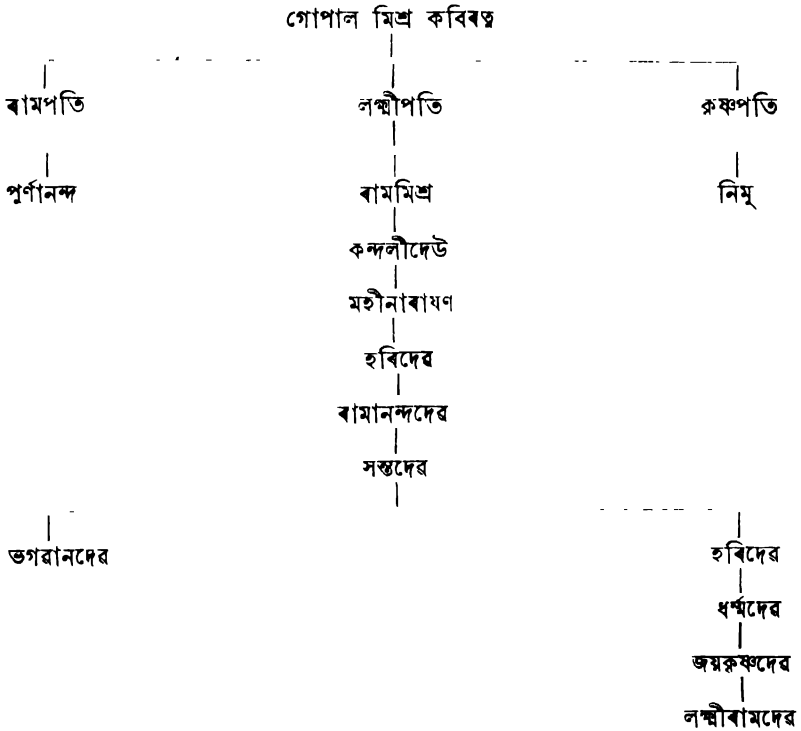 গোপাল মিশ্ৰ কবিৰত্ন
ৰামপতি লক্ষ্মীপতি কৃষ্ণপতি
পুৰ্ণানন্দ ৰামমিশ্ৰ নিমূ
কন্দলীদেউ
মহীনাৰাযণ
হৰিদেৱ
ৰামানন্দদেৱ
সন্তদেৱ
ভগৱানদেৱ হৰিদেৱ
ধৰ্ম্মদেৱ
জয়কৃষ্ণদেৱ
লক্ষ্মীৰামদেৱ